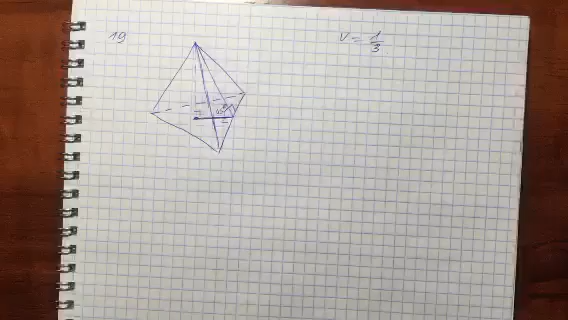 19
V = 1/3